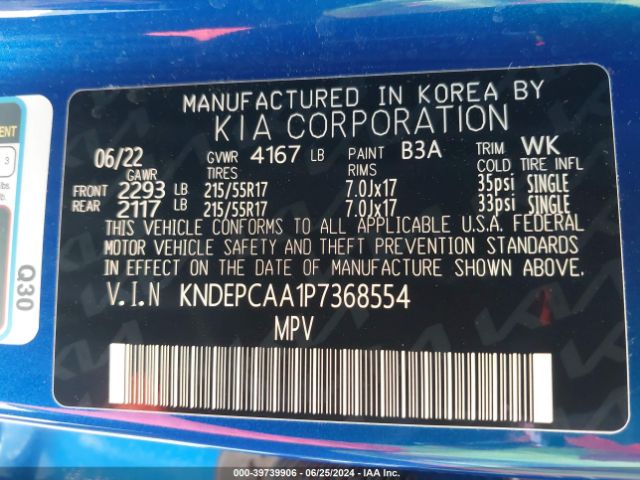 MANUFACTURED IN KOREA BY
KIA CORPORATION
06/22 GVWR 4167 LB PAINT B3A TRIM WK
GAWR TIRES RIMS COLD TIRE INFL
FRONT 2293 LB 215/55R17 7.0Jx17 35psi SINGLE
REAR 2117 LB 215/55R17 7.0Jx17 33psi SINGLE
THIS VEHICLE CONFORMS TO ALL APPLICABLE U.S.A. FEDERAL
MOTOR VEHICLE SAFETY AND THEFT PREVENTION STANDARDS
IN EFFECT ON THE DATE OF MANUFACTURE SHOWN ABOVE.
V.I.N KNDEPCAA1P7368554
MPV
Q30
3
000-39739906 - 06/25/2024 - IAA Inc.